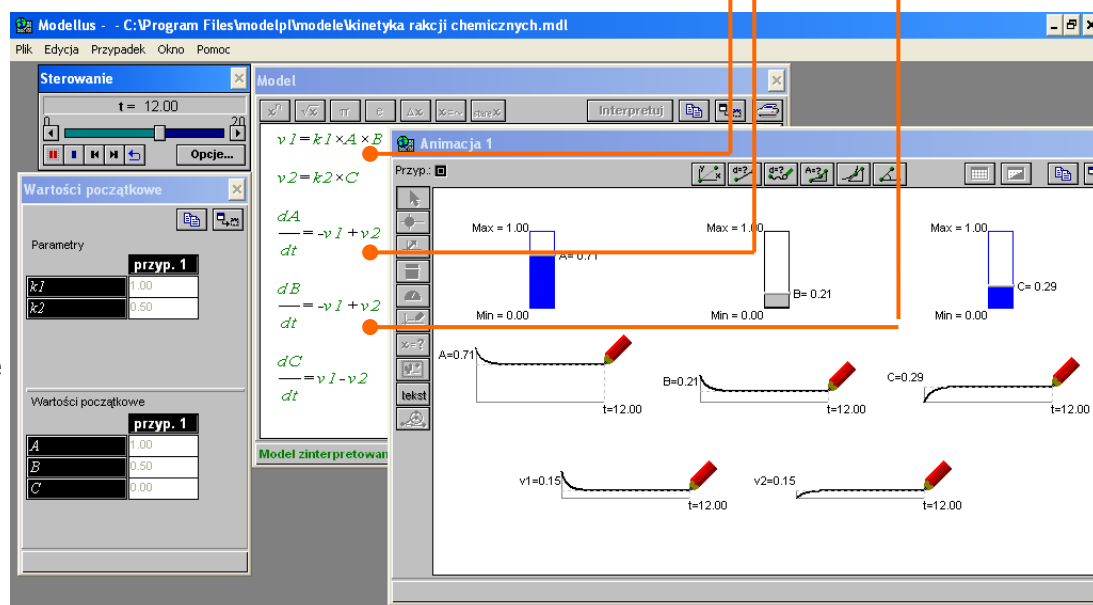 Modellus - - C:\Program Files\modelpl\modele\kinetyka rakcji chemicznych.mdl
Plik Edycja Przypadek Okno Pomoc
Sterowanie
t = 12.00
0 20
Opcje...
Model
xⁿ √x π e Δx
Interpretuj
v1=k1×A×B
v2=k2×C
dA
— = -v1+v2
dt
dB
— = -v1+v2
dt
dC
— = v1-v2
dt
Model zinterpretowan
Wartości początkowe
Parametry
przyp. 1
k1 1.00
k2 0.50
Wartości początkowe
przyp. 1
A 1.00
B 0.50
C 0.00
Animacja 1
Przyp.:
x=?
tekst
Max = 1.00 Max = 1.00 Max = 1.00
A= 0.71 B= 0.21 C= 0.29
Min = 0.00 Min = 0.00 Min = 0.00
A=0.71 B=0.21 C=0.29
t=12.00 t=12.00 t=12.00
v1=0.15 v2=0.15
t=12.00 t=12.00